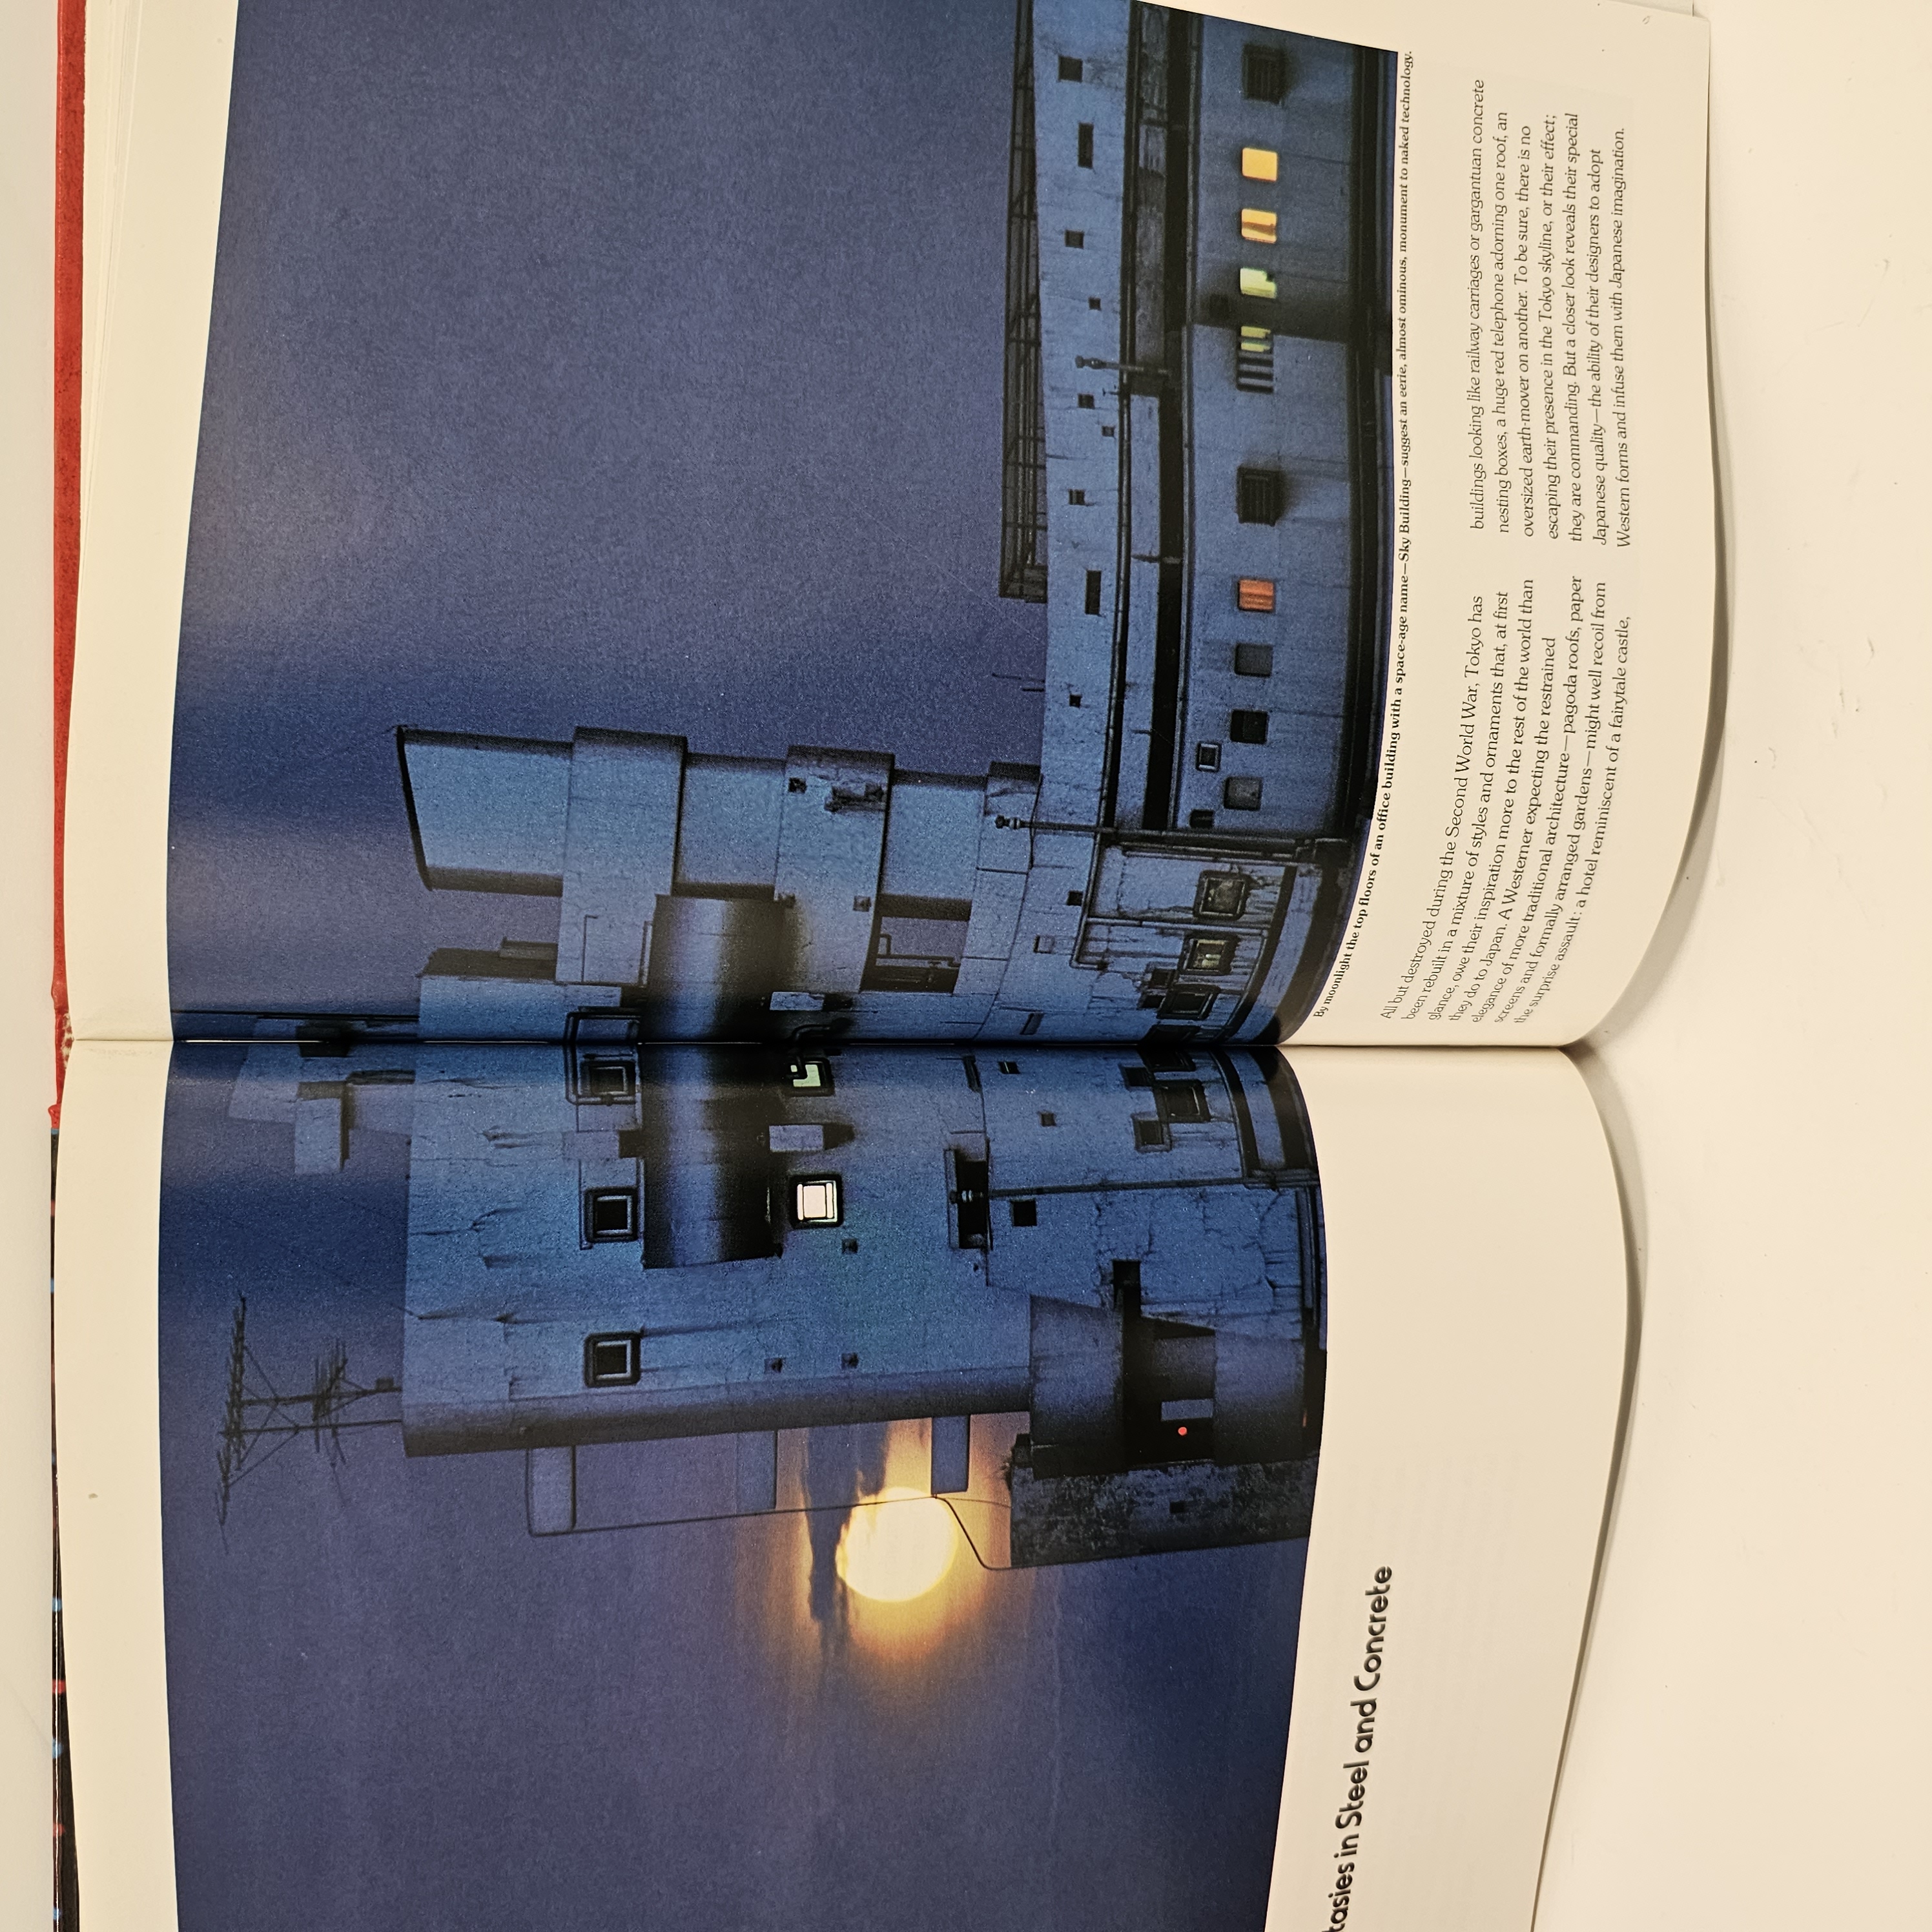 tasies in Steel and Concrete
By moonlight the top floors of an office building with a space-age name—Sky Building—suggest an eerie, almost ominous, monument to naked technology.
All but destroyed during the Second World War, Tokyo has
been rebuilt in a mixture of styles and ornaments that, at first
glance, owe their inspiration more to the rest of the world than
they do to Japan. A Westerner expecting the restrained
elegance of more traditional architecture—pagoda roofs, paper
screens and formally arranged gardens—might well recoil from
the surprise assault: a hotel reminiscent of a fairytale castle,
buildings looking like railway carriages or gargantuan concrete
nesting boxes, a huge red telephone adorning one roof, an
oversized earth-mover on another. To be sure, there is no
escaping their presence in the Tokyo skyline, or their effect;
they are commanding. But a closer look reveals their special
Japanese quality—the ability of their designers to adopt
Western forms and infuse them with Japanese imagination.